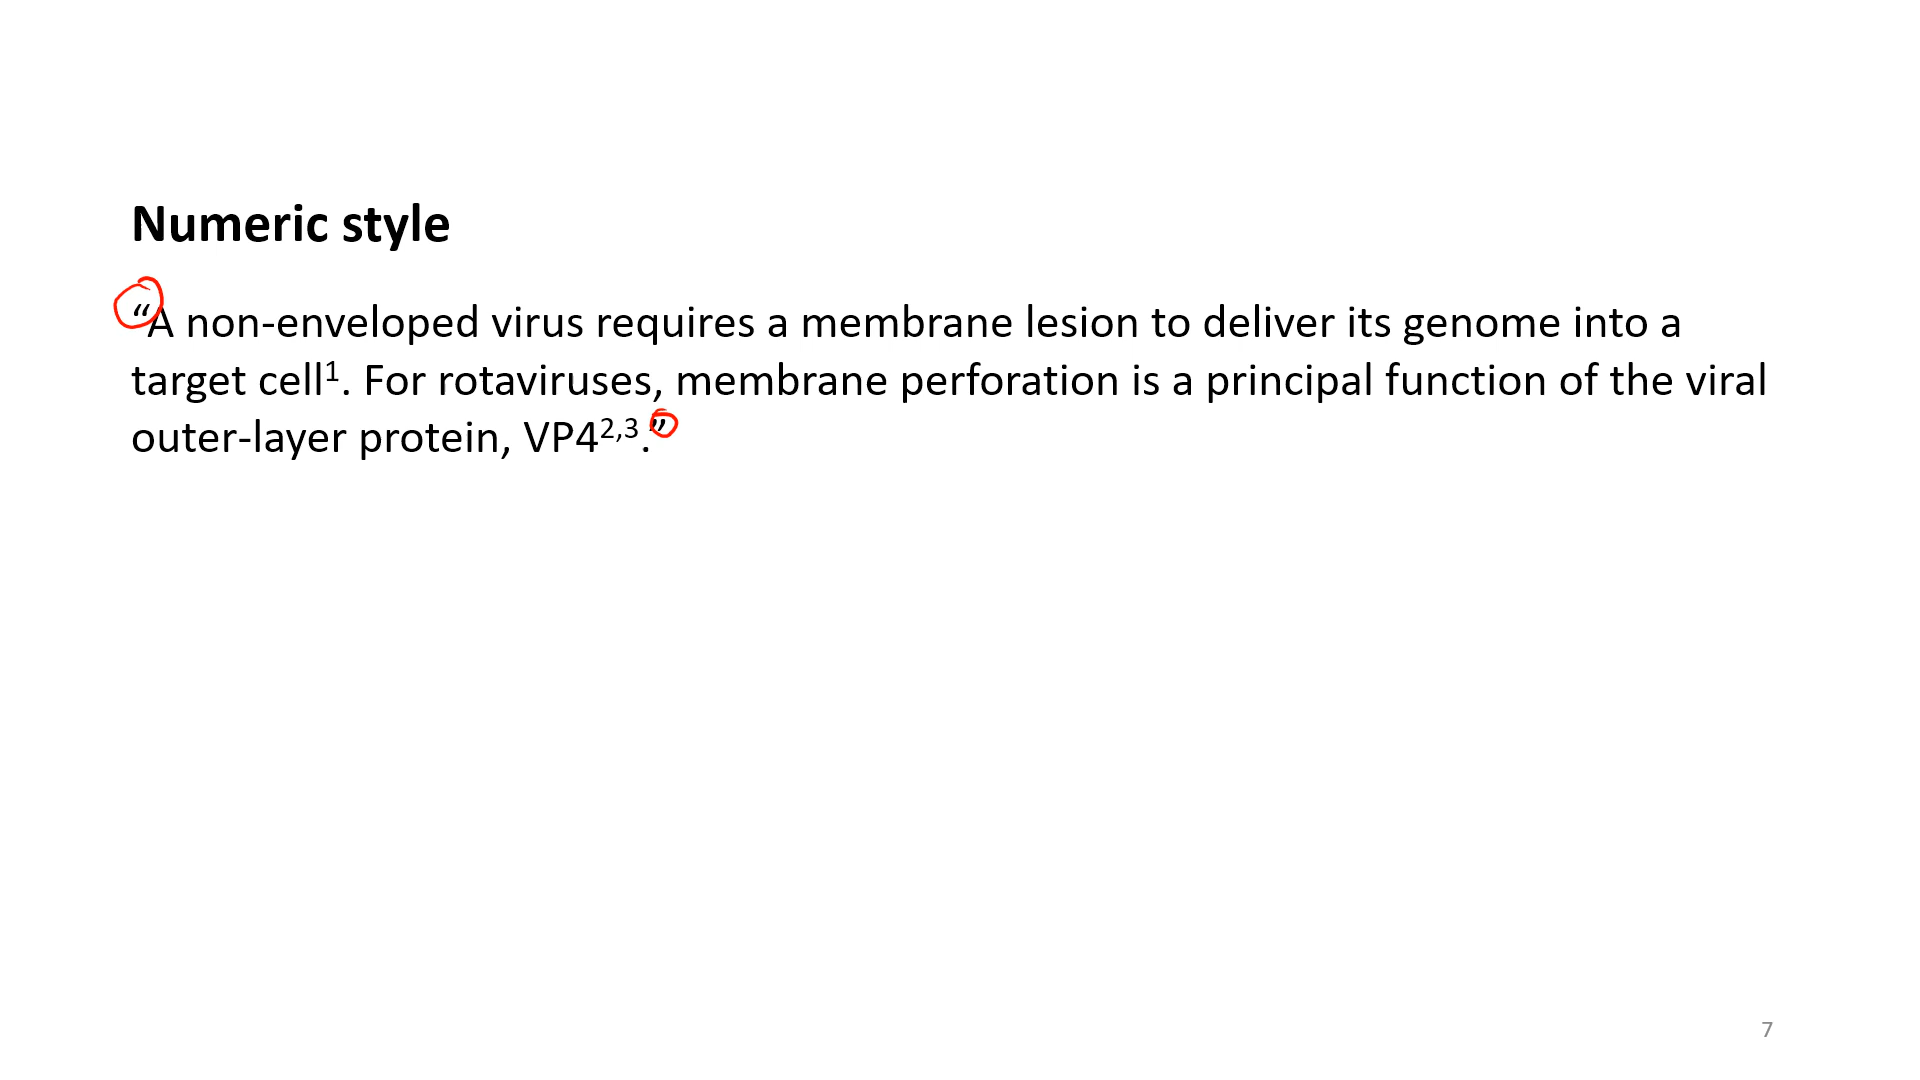 Numeric style
“A non-enveloped virus requires a membrane lesion to deliver its genome into a
target cell¹. For rotaviruses, membrane perforation is a principal function of the viral
outer-layer protein, VP4²,³.”
7